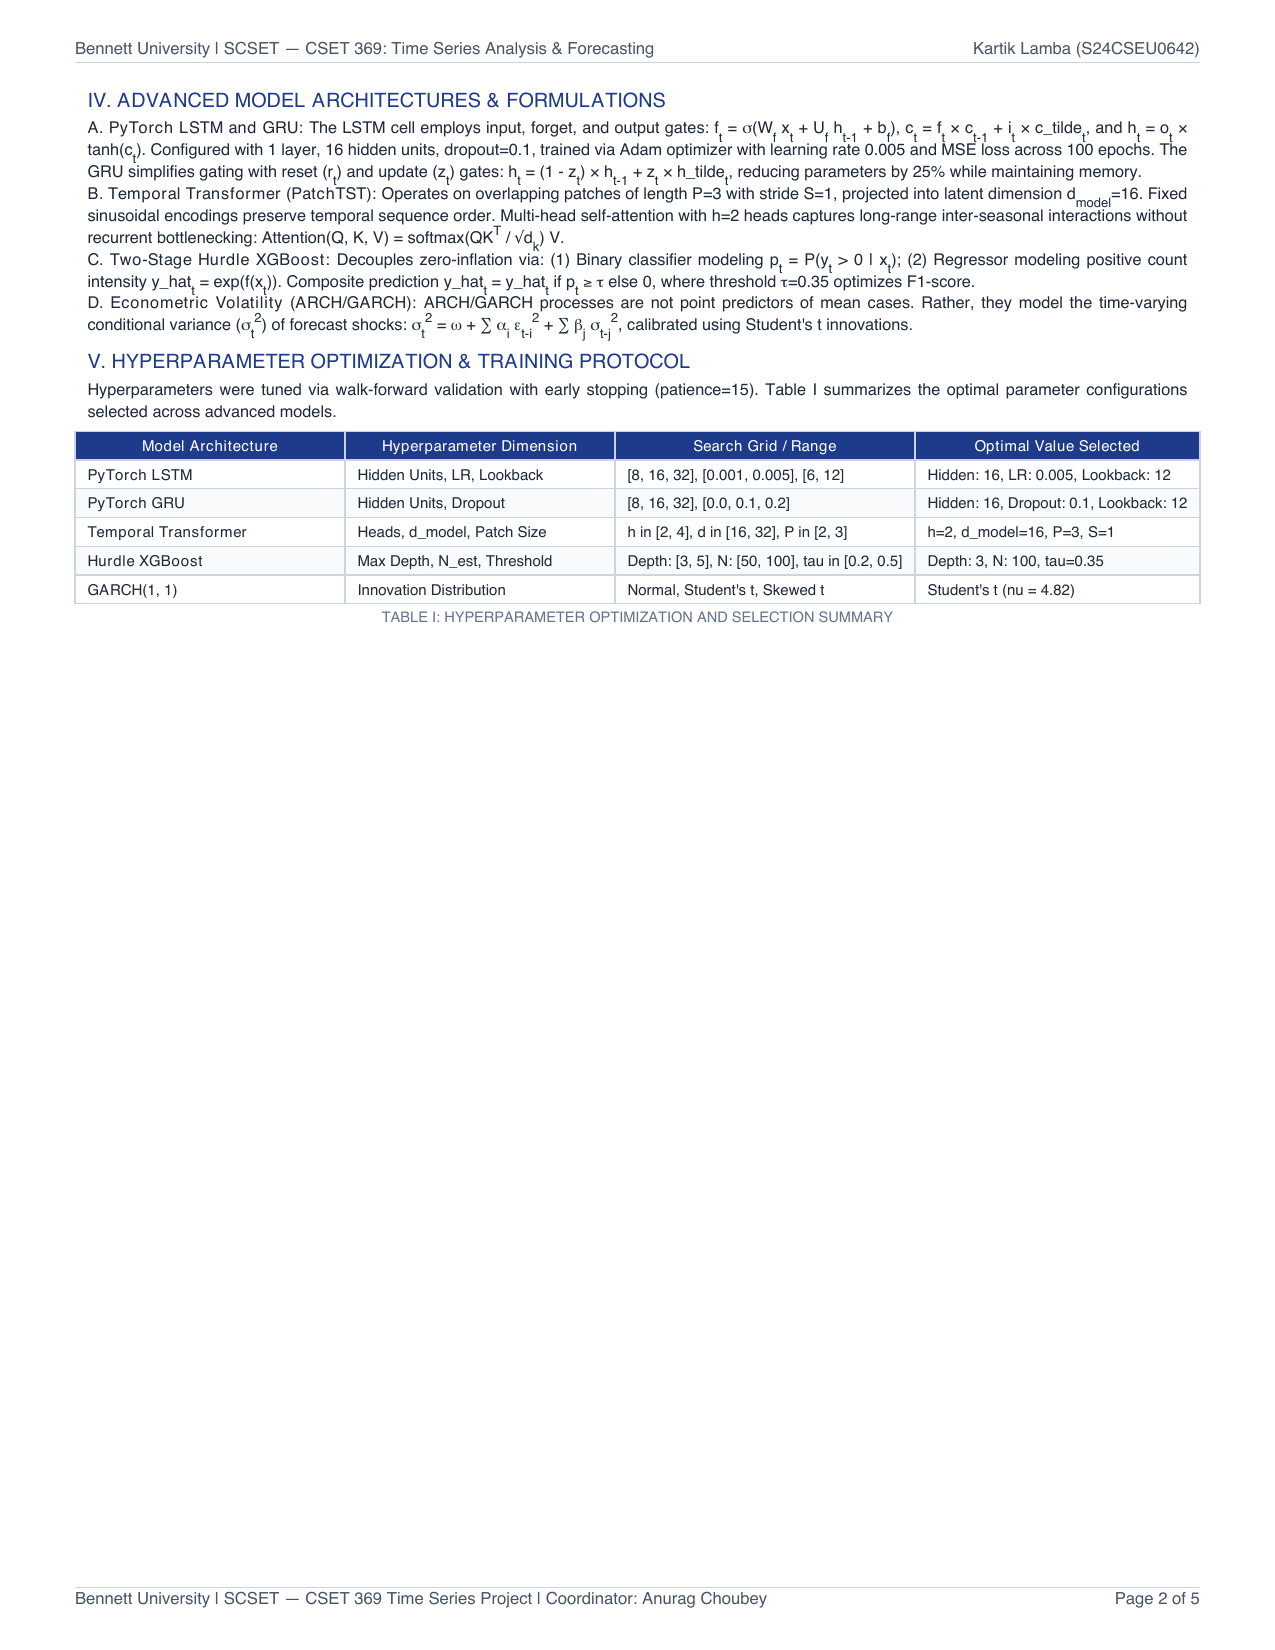 Bennett University | SCSET — CSET 369: Time Series Analysis & Forecasting
Kartik Lamba (S24CSEU0642)
IV. ADVANCED MODEL ARCHITECTURES & FORMULATIONS
A. PyTorch LSTM and GRU: The LSTM cell employs input, forget, and output gates: f_t = σ(W_f x_t + U_f h_t-1 + b_f), c_t = f_t × c_t-1 + i_t × c_tilde_t, and h_t = o_t ×
tanh(c_t). Configured with 1 layer, 16 hidden units, dropout=0.1, trained via Adam optimizer with learning rate 0.005 and MSE loss across 100 epochs. The
GRU simplifies gating with reset (r_t) and update (z_t) gates: h_t = (1 - z_t) × h_t-1 + z_t × h_tilde_t, reducing parameters by 25% while maintaining memory.
B. Temporal Transformer (PatchTST): Operates on overlapping patches of length P=3 with stride S=1, projected into latent dimension d_model=16. Fixed
sinusoidal encodings preserve temporal sequence order. Multi-head self-attention with h=2 heads captures long-range inter-seasonal interactions without
recurrent bottlenecking: Attention(Q, K, V) = softmax(QK^T / √d_k) V.
C. Two-Stage Hurdle XGBoost: Decouples zero-inflation via: (1) Binary classifier modeling p_t = P(y_t > 0 | x_t); (2) Regressor modeling positive count
intensity y_hat_t = exp(f(x_t)). Composite prediction y_hat_t = y_hat_t if p_t ≥ τ else 0, where threshold τ=0.35 optimizes F1-score.
D. Econometric Volatility (ARCH/GARCH): ARCH/GARCH processes are not point predictors of mean cases. Rather, they model the time-varying
conditional variance (σ_t^2) of forecast shocks: σ_t^2 = ω + ∑ α_i ε_t-i^2 + ∑ β_j σ_t-j^2, calibrated using Student's t innovations.
V. HYPERPARAMETER OPTIMIZATION & TRAINING PROTOCOL
Hyperparameters were tuned via walk-forward validation with early stopping (patience=15). Table I summarizes the optimal parameter configurations
selected across advanced models.
Model Architecture Hyperparameter Dimension Search Grid / Range Optimal Value Selected
PyTorch LSTM Hidden Units, LR, Lookback [8, 16, 32], [0.001, 0.005], [6, 12] Hidden: 16, LR: 0.005, Lookback: 12
PyTorch GRU Hidden Units, Dropout [8, 16, 32], [0.0, 0.1, 0.2] Hidden: 16, Dropout: 0.1, Lookback: 12
Temporal Transformer Heads, d_model, Patch Size h in [2, 4], d in [16, 32], P in [2, 3] h=2, d_model=16, P=3, S=1
Hurdle XGBoost Max Depth, N_est, Threshold Depth: [3, 5], N: [50, 100], tau in [0.2, 0.5] Depth: 3, N: 100, tau=0.35
GARCH(1, 1) Innovation Distribution Normal, Student's t, Skewed t Student's t (nu = 4.82)
TABLE I: HYPERPARAMETER OPTIMIZATION AND SELECTION SUMMARY
Bennett University | SCSET — CSET 369 Time Series Project | Coordinator: Anurag Choubey
Page 2 of 5